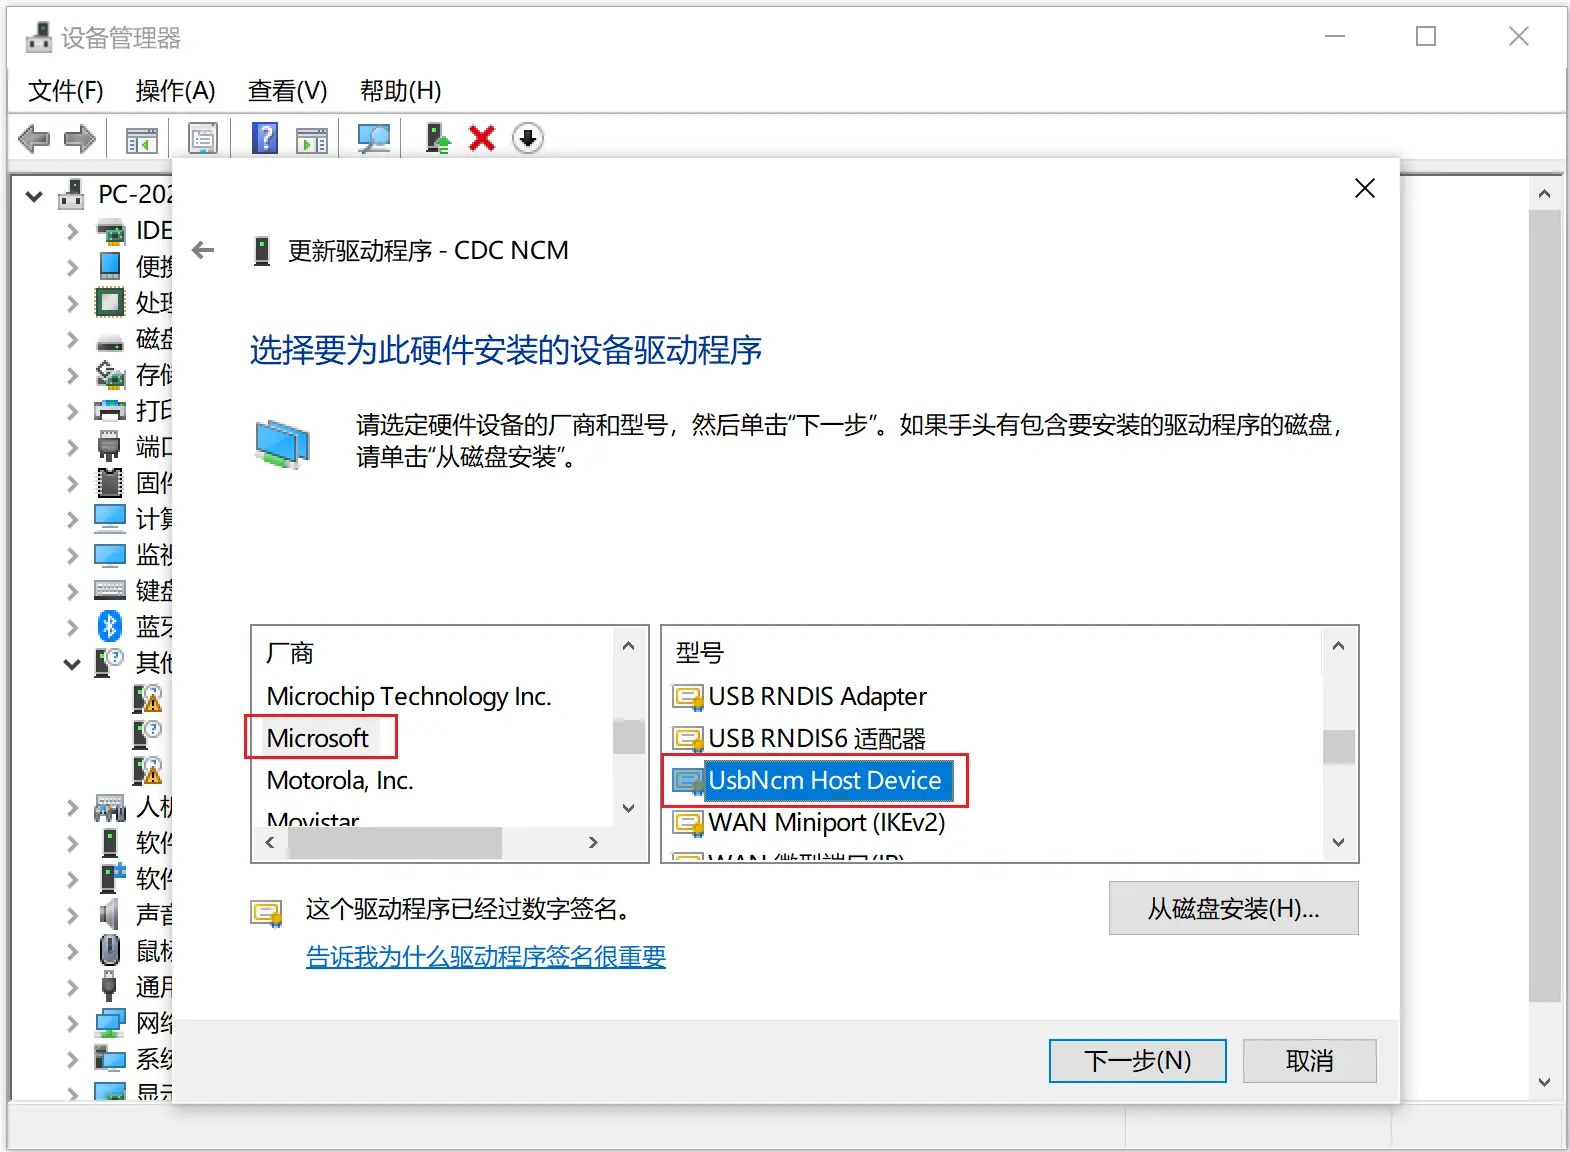 设备管理器
文件(F) 操作(A) 查看(V) 帮助(H)
PC-202
IDE
便携
处理
磁盘
存储
打印
端口
固件
计算
监视
键盘
蓝牙
其他
人机
软件
软件
声音
鼠标
通用
网络
系统
显示
更新驱动程序 - CDC NCM
选择要为此硬件安装的设备驱动程序
请选定硬件设备的厂商和型号，然后单击“下一步”。如果手头有包含要安装的驱动程序的磁盘，
请单击“从磁盘安装”。
厂商
Microchip Technology Inc.
Microsoft
Motorola, Inc.
Movistar
型号
USB RNDIS Adapter
USB RNDIS6 适配器
UsbNcm Host Device
WAN Miniport (IKEv2)
WAN 微型端口(IP)
这个驱动程序已经过数字签名。
告诉我为什么驱动程序签名很重要
从磁盘安装(H)...
下一步(N)
取消